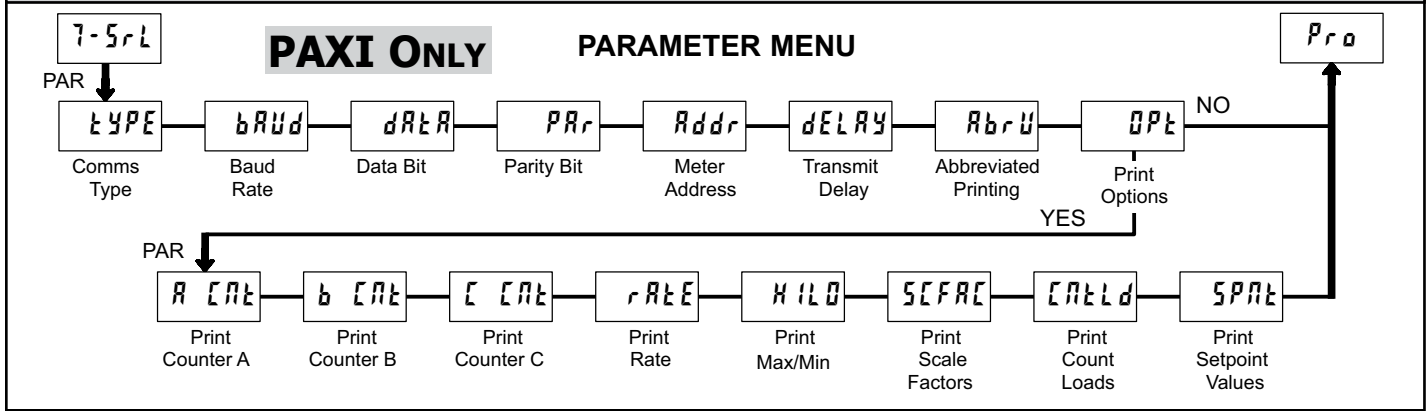 7-SrL
PAXI ONLY
PARAMETER MENU
Pro
PAR
tYPE
bAUd
dAtA
PAr
Addr
dELAY
AbrU
OPt
NO
Comms
Type
Baud
Rate
Data Bit
Parity Bit
Meter
Address
Transmit
Delay
Abbreviated
Printing
Print
Options
YES
PAR
A Cnt
b Cnt
C Cnt
rAtE
HILO
SCFAC
CntLd
SPnt
Print
Counter A
Print
Counter B
Print
Counter C
Print
Rate
Print
Max/Min
Print
Scale
Factors
Print
Count
Loads
Print
Setpoint
Values